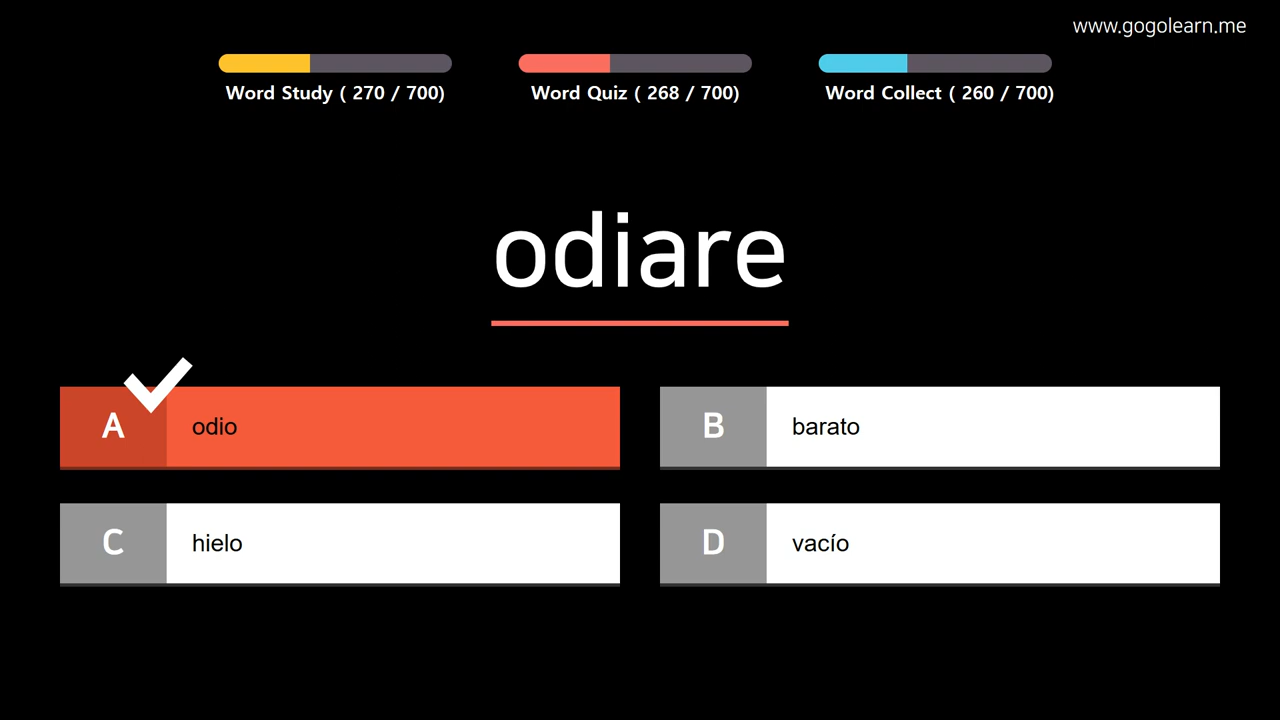 www.gogolearn.me
Word Study ( 270 / 700)
Word Quiz ( 268 / 700)
Word Collect ( 260 / 700)
odiare
A odio
B barato
C hielo
D vacío